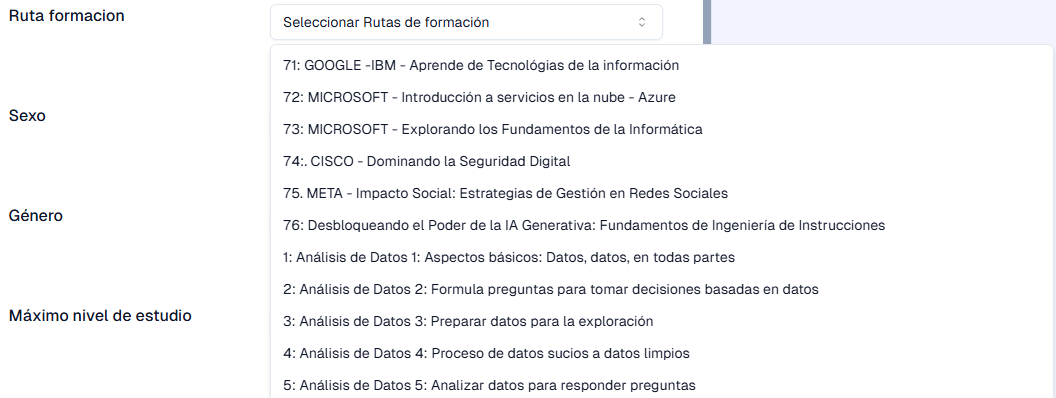 Ruta formacion
Seleccionar Rutas de formación
71: GOOGLE -IBM - Aprende de Tecnológias de la información
72: MICROSOFT - Introducción a servicios en la nube - Azure
Sexo
73: MICROSOFT - Explorando los Fundamentos de la Informática
74:. CISCO - Dominando la Seguridad Digital
75. META - Impacto Social: Estrategias de Gestión en Redes Sociales
Género
76: Desbloqueando el Poder de la IA Generativa: Fundamentos de Ingeniería de Instrucciones
1: Análisis de Datos 1: Aspectos básicos: Datos, datos, en todas partes
2: Análisis de Datos 2: Formula preguntas para tomar decisiones basadas en datos
Máximo nivel de estudio
3: Análisis de Datos 3: Preparar datos para la exploración
4: Análisis de Datos 4: Proceso de datos sucios a datos limpios
5: Análisis de Datos 5: Analizar datos para responder preguntas